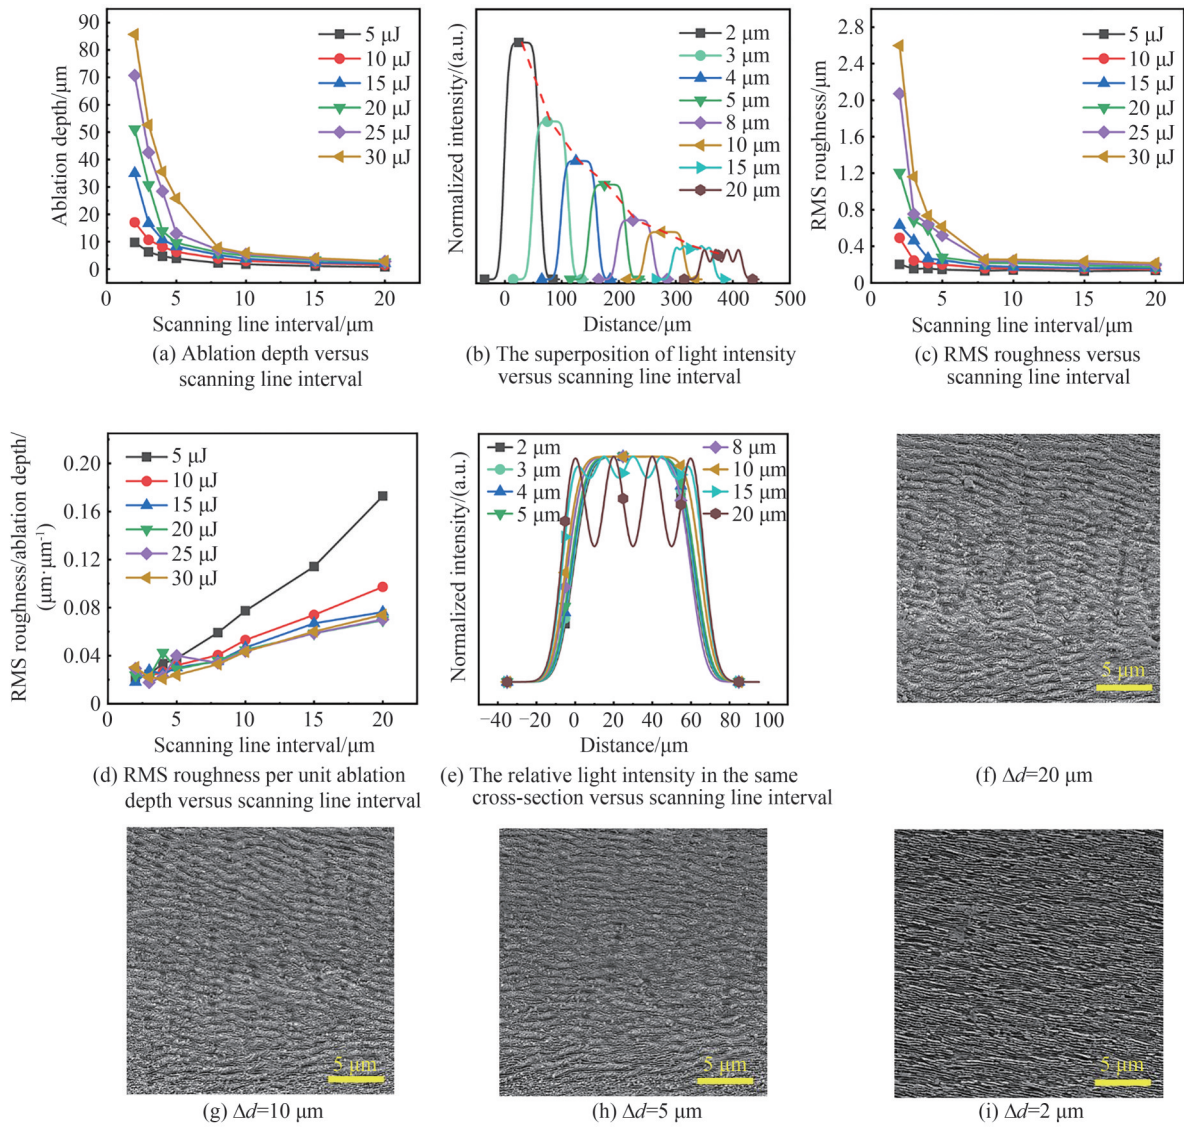 90
80
70
60
50
40
30
20
10
0
Ablation depth/μm
5 μJ
10 μJ
15 μJ
20 μJ
25 μJ
30 μJ
0 5 10 15 20
Scanning line interval/μm
(a) Ablation depth versus
scanning line interval
Normalized intensity/(a.u.)
2 μm
3 μm
4 μm
5 μm
8 μm
10 μm
15 μm
20 μm
0 100 200 300 400 500
Distance/μm
(b) The superposition of light intensity
versus scanning line interval
2.8
2.4
2.0
1.6
1.2
0.8
0.4
0
RMS roughness/μm
5 μJ
10 μJ
15 μJ
20 μJ
25 μJ
30 μJ
0 5 10 15 20
Scanning line interval/μm
(c) RMS roughness versus
scanning line interval
RMS roughness/ablation depth/
(μm·μm⁻¹)
0.20
0.16
0.12
0.08
0.04
0
5 μJ
10 μJ
15 μJ
20 μJ
25 μJ
30 μJ
0 5 10 15 20
Scanning line interval/μm
(d) RMS roughness per unit ablation
depth versus scanning line interval
Normalized intensity/(a.u.)
2 μm
3 μm
4 μm
5 μm
8 μm
10 μm
15 μm
20 μm
−40 −20 0 20 40 60 80 100
Distance/μm
(e) The relative light intensity in the same
cross-section versus scanning line interval
5 μm
(f) Δd=20 μm
5 μm
(g) Δd=10 μm
5 μm
(h) Δd=5 μm
5 μm
(i) Δd=2 μm